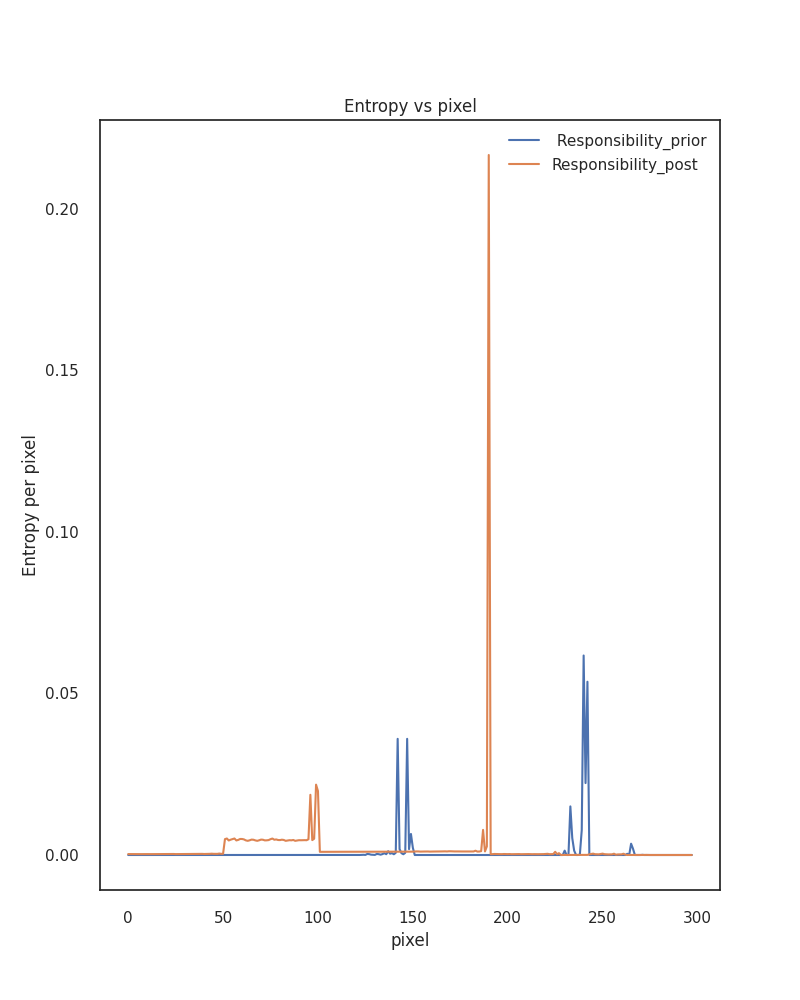 Entropy vs pixel
Responsibility_prior
Responsibility_post
Entropy per pixel
0.20
0.15
0.10
0.05
0.00
0 50 100 150 200 250 300
pixel